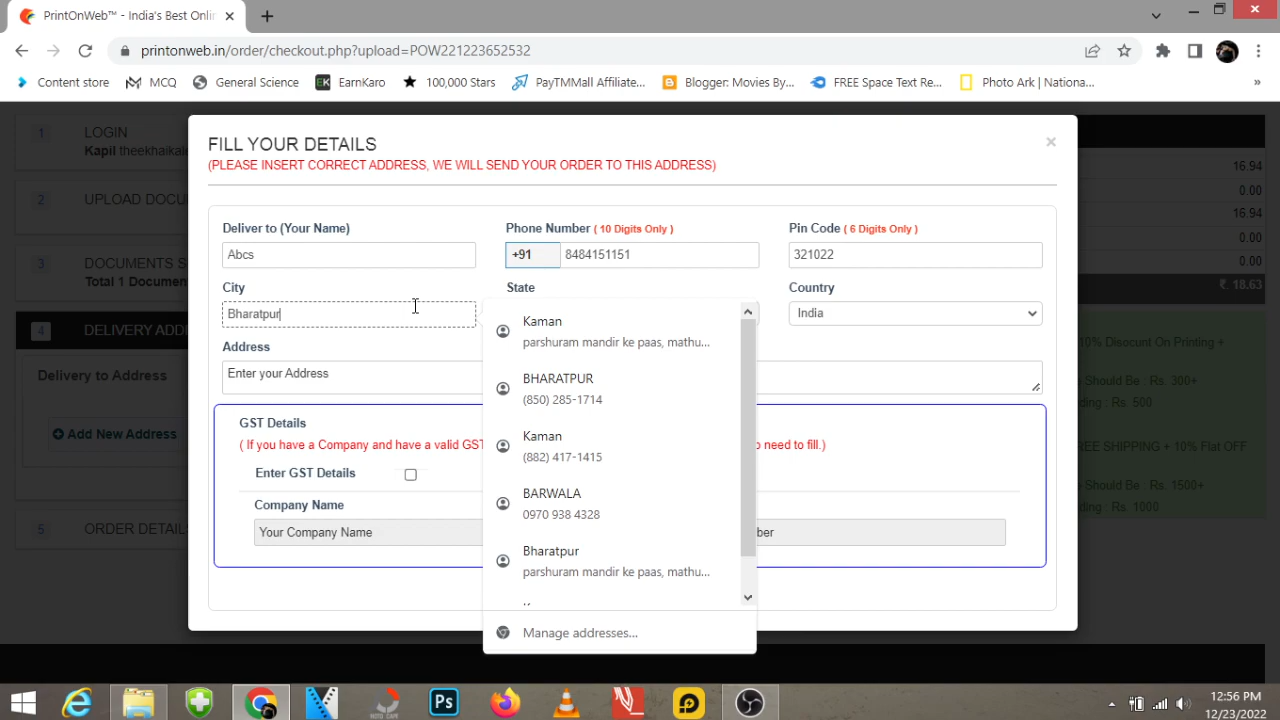 PrintOnWeb™ - India's Best Onlin
printonweb.in/order/checkout.php?upload=POW221223652532
Content store
MCQ
General Science
EK
EarnKaro
100,000 Stars
PayTMMall Affiliate...
Blogger: Movies By...
FREE Space Text Re...
Photo Ark | Nationa...
»
FILL YOUR DETAILS
×
(PLEASE INSERT CORRECT ADDRESS, WE WILL SEND YOUR ORDER TO THIS ADDRESS)
1
LOGIN
Kapil theekhaikal
2
UPLOAD DOCU
3
DOCUMENTS S
Total 1 Documen
4
DELIVERY ADD
Delivery to Address
Add New Address
5
ORDER DETAILS
Deliver to (Your Name)
Abcs
Phone Number ( 10 Digits Only )
+91
8484151151
Pin Code ( 6 Digits Only )
321022
City
Bharatpur
State
Country
India
Address
Enter your Address
GST Details
( If you have a Company and have a valid GST
o need to fill.)
Enter GST Details
Company Name
Your Company Name
ber
Kaman
parshuram mandir ke paas, mathu...
BHARATPUR
(850) 285-1714
Kaman
(882) 417-1415
BARWALA
0970 938 4328
Bharatpur
parshuram mandir ke paas, mathu...
Manage addresses...
16.94
0.00
16.94
0.00
0.00
₹. 18.63
10% Disount On Printing +
Should Be : Rs. 300+
ding : Rs. 500
REE SHIPPING + 10% Flat OFF
e Should Be : Rs. 1500+
ding : Rs. 1000
Ps
12:56 PM
12/23/2022